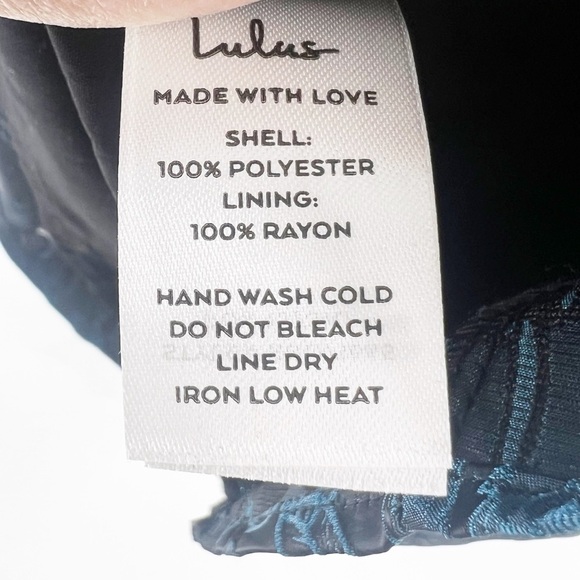 Lulus
MADE WITH LOVE
SHELL:
100% POLYESTER
LINING:
100% RAYON
HAND WASH COLD
DO NOT BLEACH
LINE DRY
IRON LOW HEAT